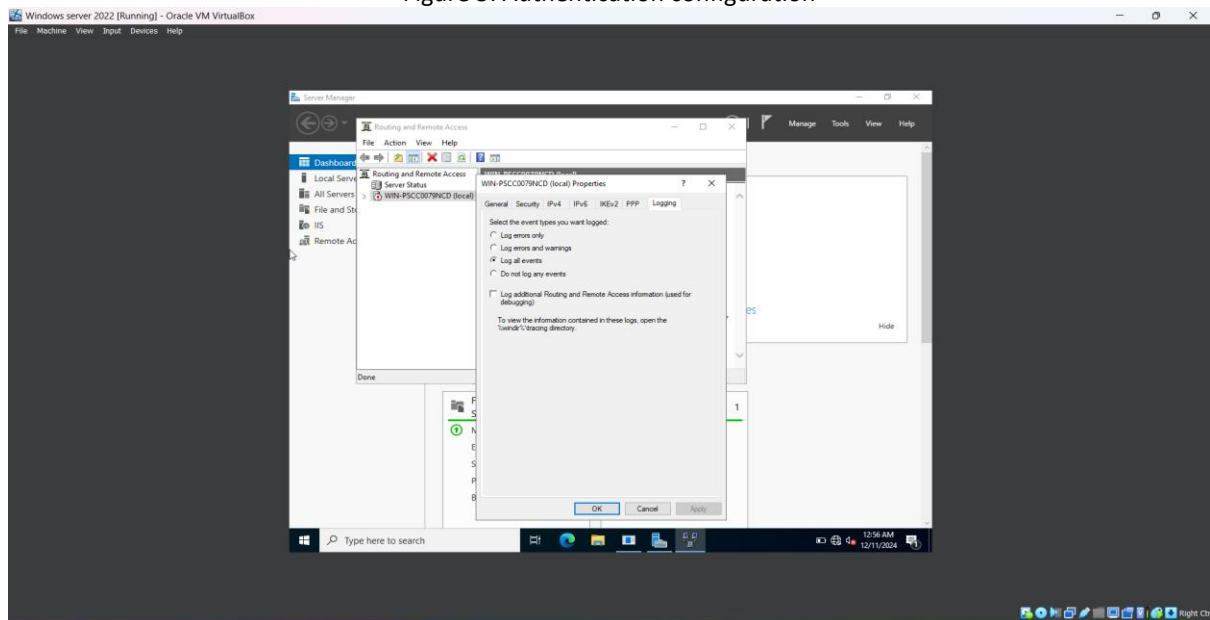 Figure 3: Authentication configuration
Windows server 2022 [Running] - Oracle VM VirtualBox
File Machine View Input Devices Help
Server Manager
Manage Tools View Help
Routing and Remote Access
File Action View Help
Dashboard
Local Serve
All Servers
File and Sto
IIS
Remote Ac
Routing and Remote Access
Server Status
WIN-PSCC0079NCD (local)
WIN-PSCC0079NCD (local) Properties ?
General Security IPv4 IPv6 IKEv2 PPP Logging
Select the event types you want logged:
Log errors only
Log errors and warnings
Log all events
Do not log any events
Log additional Routing and Remote Access information (used for
debugging)
To view the information contained in these logs, open the
'%windir%\tracing directory.
es
Hide
Done
1
OK Cancel Apply
Type here to search
12:56 AM
12/11/2024
Right Ctr